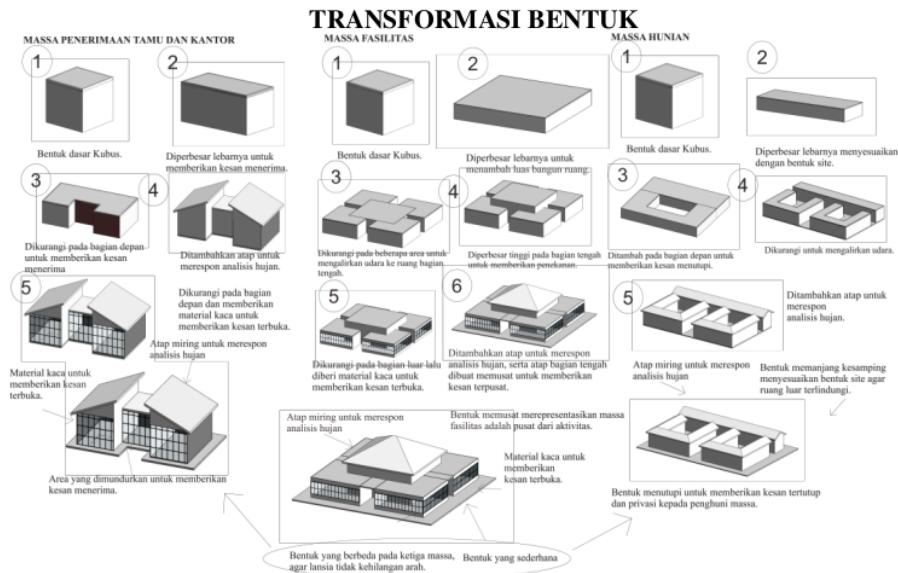 TRANSFORMASI BENTUK
MASSA PENERIMAAN TAMU DAN KANTOR
1
Bentuk dasar Kubus.
2
Diperbesar lebarnya untuk
memberikan kesan menerima.
3
Dikurangi pada bagian depan
untuk memberikan kesan
menerima
4
Ditambahkan atap untuk
merespon analisis hujan.
5
Dikurangi pada bagian
depan dan memberikan
material kaca untuk
memberikan kesan terbuka.
Atap miring untuk merespon
analisis hujan
Material kaca untuk
memberikan kesan
terbuka.
Area yang dimundurkan untuk memberikan
kesan menerima.
MASSA FASILITAS
1
Bentuk dasar Kubus.
2
Diperbesar lebarnya untuk
menambah luas bangun ruang.
3
Dikurangi pada beberapa area untuk
mengalirkan udara ke ruang bagian
tengah.
4
Diperbesar tinggi pada bagian tengah
untuk memberikan penekanan.
5
Dikurangi pada bagian luar lalu
diberi material kaca untuk
memberikan kesan terbuka.
6
Ditambahkan atap untuk merespon
analisis hujan, serta atap bagian tengah
dibuat memusat untuk memberikan
kesan terpusat.
Atap miring untuk merespon
analisis hujan
Bentuk memusat merepresentasikan massa
fasilitas adalah pusat dari aktivitas.
Material kaca untuk
memberikan
kesan terbuka.
MASSA HUNIAN
1
Bentuk dasar Kubus.
2
Diperbesar lebarnya menyesuaikan
dengan bentuk site.
3
Ditambah pada bagian depan untuk
memberikan kesan menutupi.
4
Dikurangi untuk mengalirkan udara.
5
Ditambahkan atap untuk
merespon
analisis hujan.
Atap miring untuk merespon
analisis hujan
Bentuk memanjang kesamping
menyesuaikan bentuk site agar
ruang luar terlindungi.
Bentuk menutupi untuk memberikan kesan tertutup
dan privasi kepada penghuni massa.
Bentuk yang berbeda pada ketiga massa,
agar lansia tidak kehilangan arah.
Bentuk yang sederhana